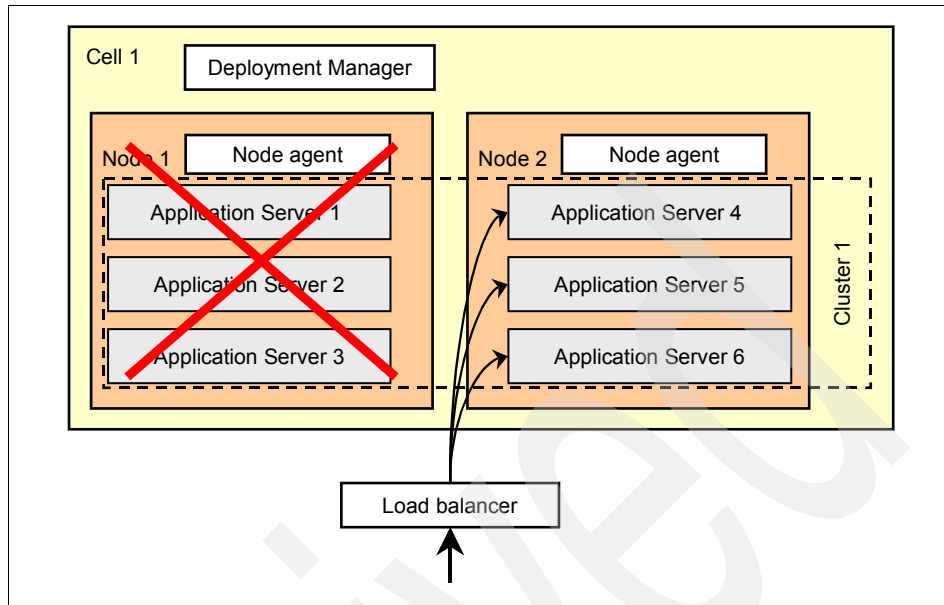 Cell 1
Deployment Manager
Node 1
Node agent
Application Server 1
Application Server 2
Application Server 3
Node 2
Node agent
Application Server 4
Application Server 5
Application Server 6
Cluster 1
Load balancer